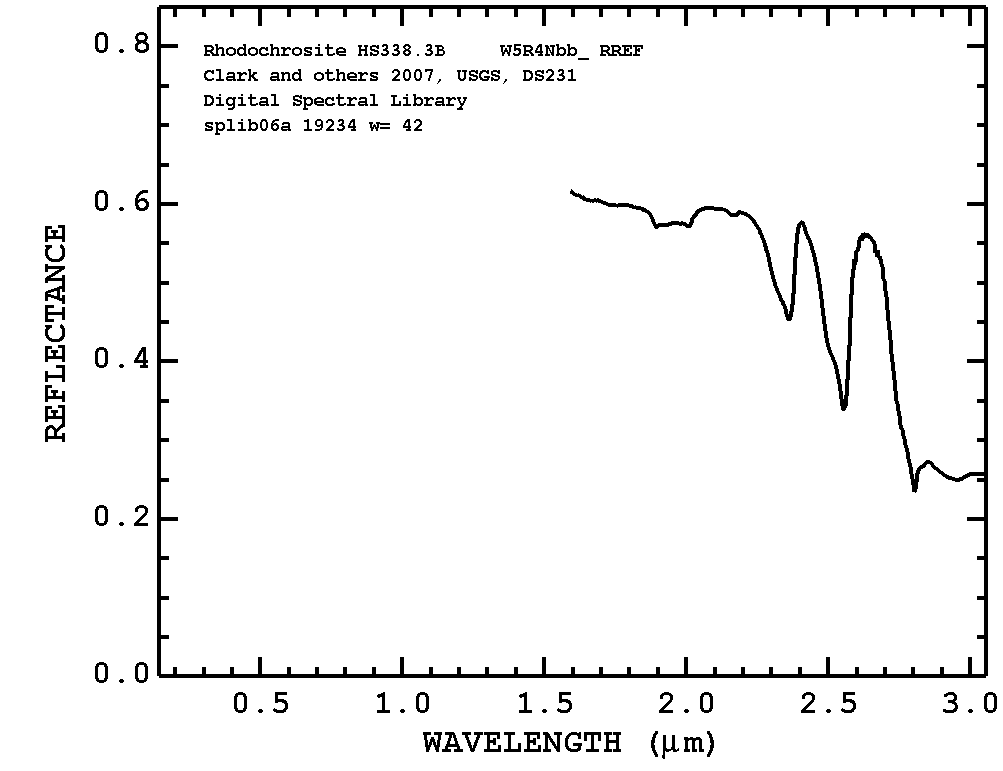 Rhodochrosite HS338.3B W5R4Nbb_ RREF
Clark and others 2007, USGS, DS231
Digital Spectral Library
splib06a 19234 w= 42
REFLECTANCE
0.8
0.6
0.4
0.2
0.0
0.5 1.0 1.5 2.0 2.5 3.0
WAVELENGTH (μm)